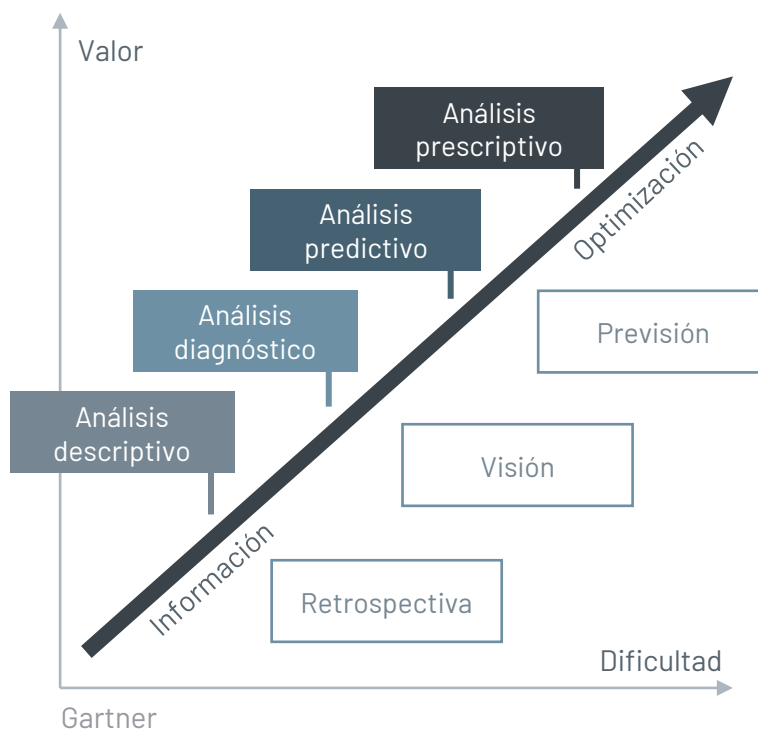 Valor
Análisis
prescriptivo
Optimización
Análisis
predictivo
Previsión
Análisis
diagnóstico
Análisis
descriptivo
Visión
Información
Retrospectiva
Dificultad
Gartner